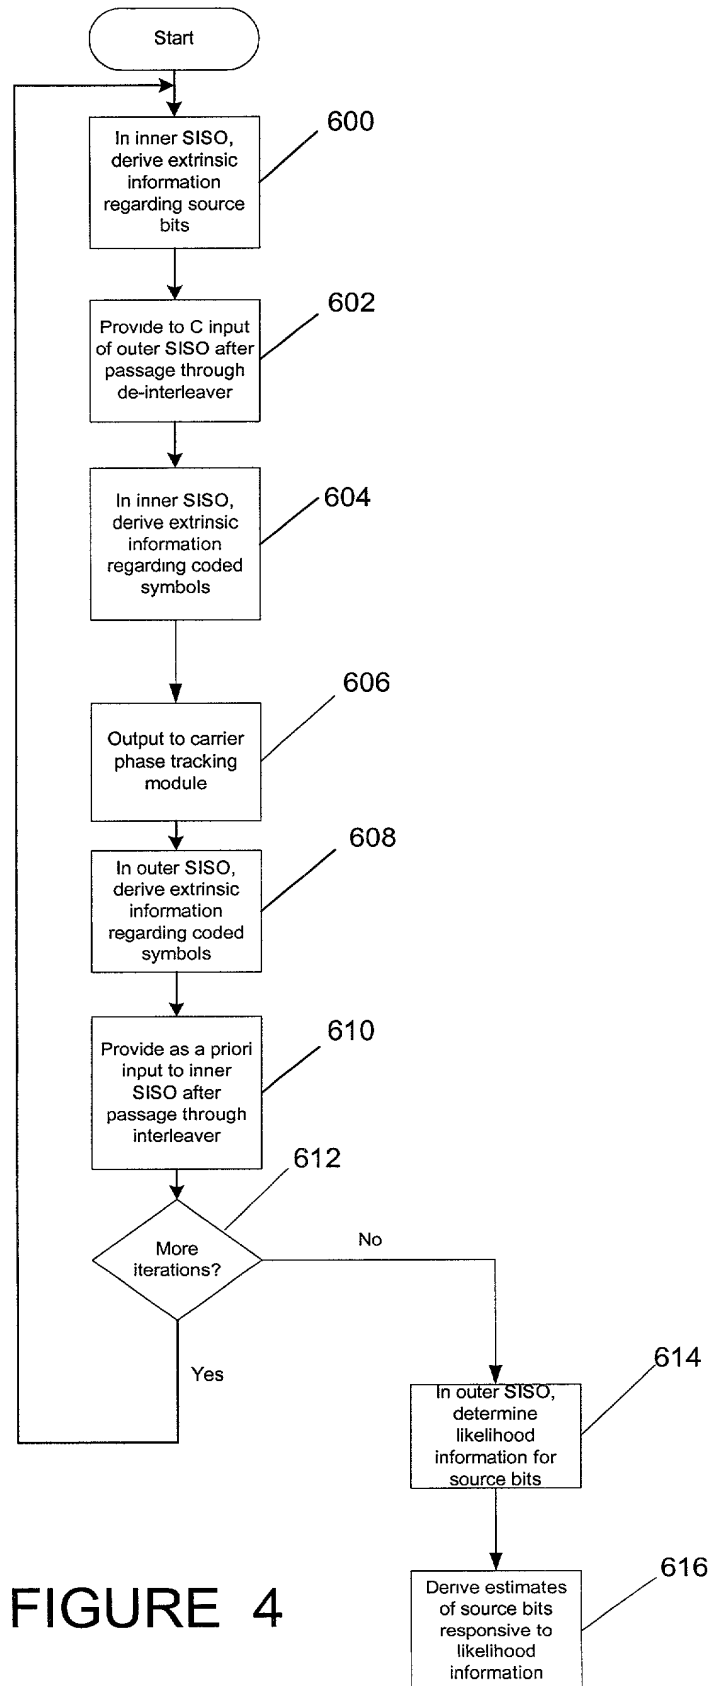 Start
600
In inner SISO,
derive extrinsic
information
regarding source
bits
602
Provide to C input
of outer SISO after
passage through
de-interleaver
604
In inner SISO,
derive extrinsic
information
regarding coded
symbols
606
Output to carrier
phase tracking
module
608
In outer SISO,
derive extrinsic
information
regarding coded
symbols
610
Provide as a priori
input to inner
SISO after
passage through
interleaver
612
More
iterations?
No
Yes
614
In outer SISO,
determine
likelihood
information for
source bits
616
Derive estimates
of source bits
responsive to
likelihood
information
FIGURE 4